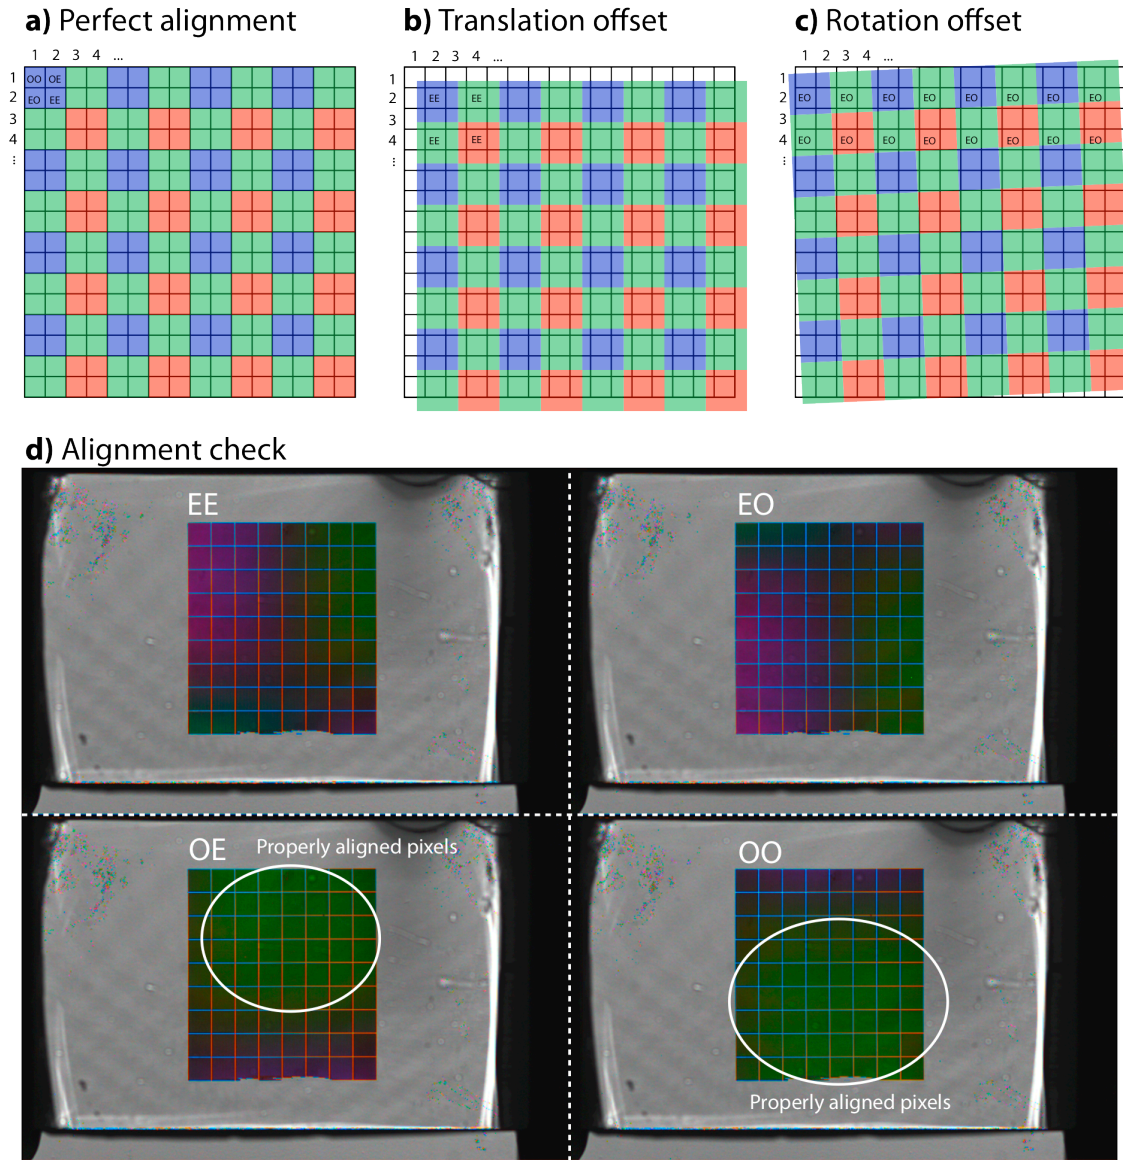 a) Perfect alignment
1 2 3 4 ...
1 OO OE
2 EO EE
3
4
...
b) Translation offset
1 2 3 4 ...
1
2 EE EE
3
4 EE EE
...
c) Rotation offset
1 2 3 4 ...
1
2 EO EO EO EO EO EO EO EO
3
4 EO EO EO EO EO EO EO EO
...
d) Alignment check
EE
EO
OE Properly aligned pixels
OO
Properly aligned pixels